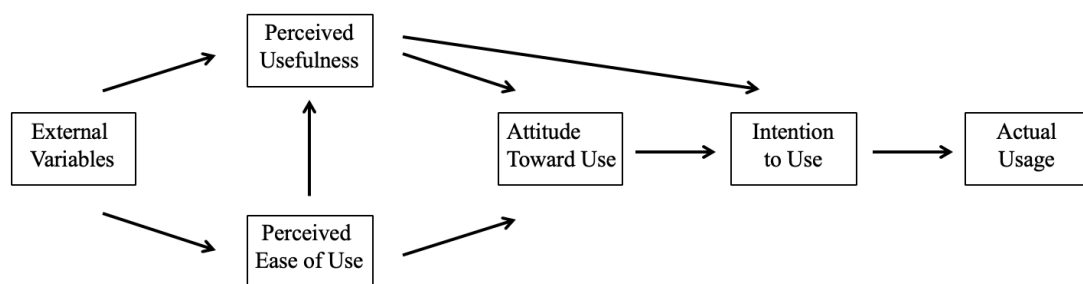 Perceived
Usefulness
External
Variables
Attitude
Toward Use
Intention
to Use
Actual
Usage
Perceived
Ease of Use